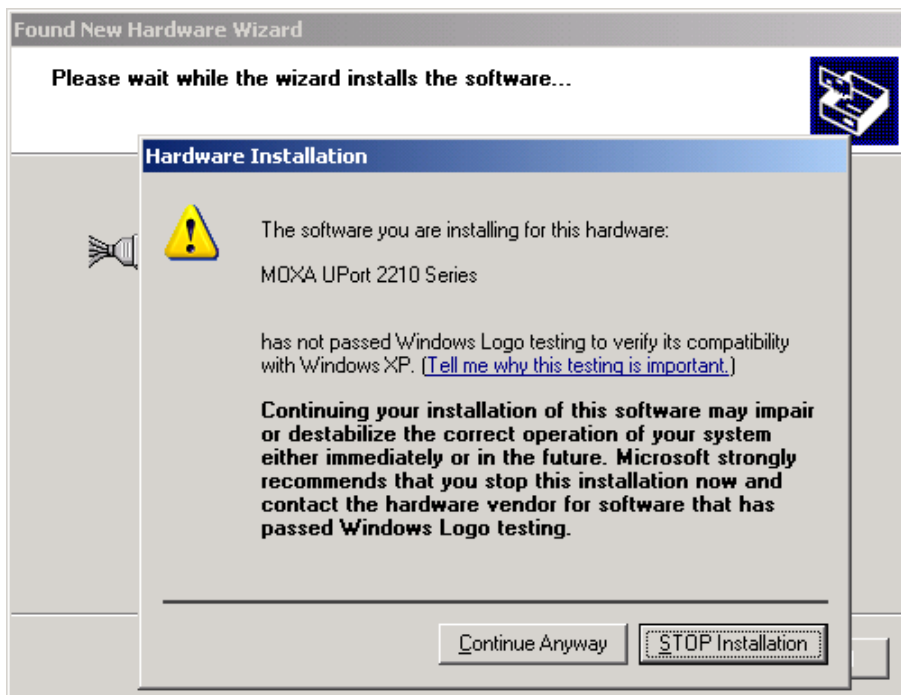 Found New Hardware Wizard
Please wait while the wizard installs the software...
Hardware Installation
The software you are installing for this hardware:
MOXA UPort 2210 Series
has not passed Windows Logo testing to verify its compatibility
with Windows XP. (Tell me why this testing is important.)
Continuing your installation of this software may impair
or destabilize the correct operation of your system
either immediately or in the future. Microsoft strongly
recommends that you stop this installation now and
contact the hardware vendor for software that has
passed Windows Logo testing.
Continue Anyway
STOP Installation